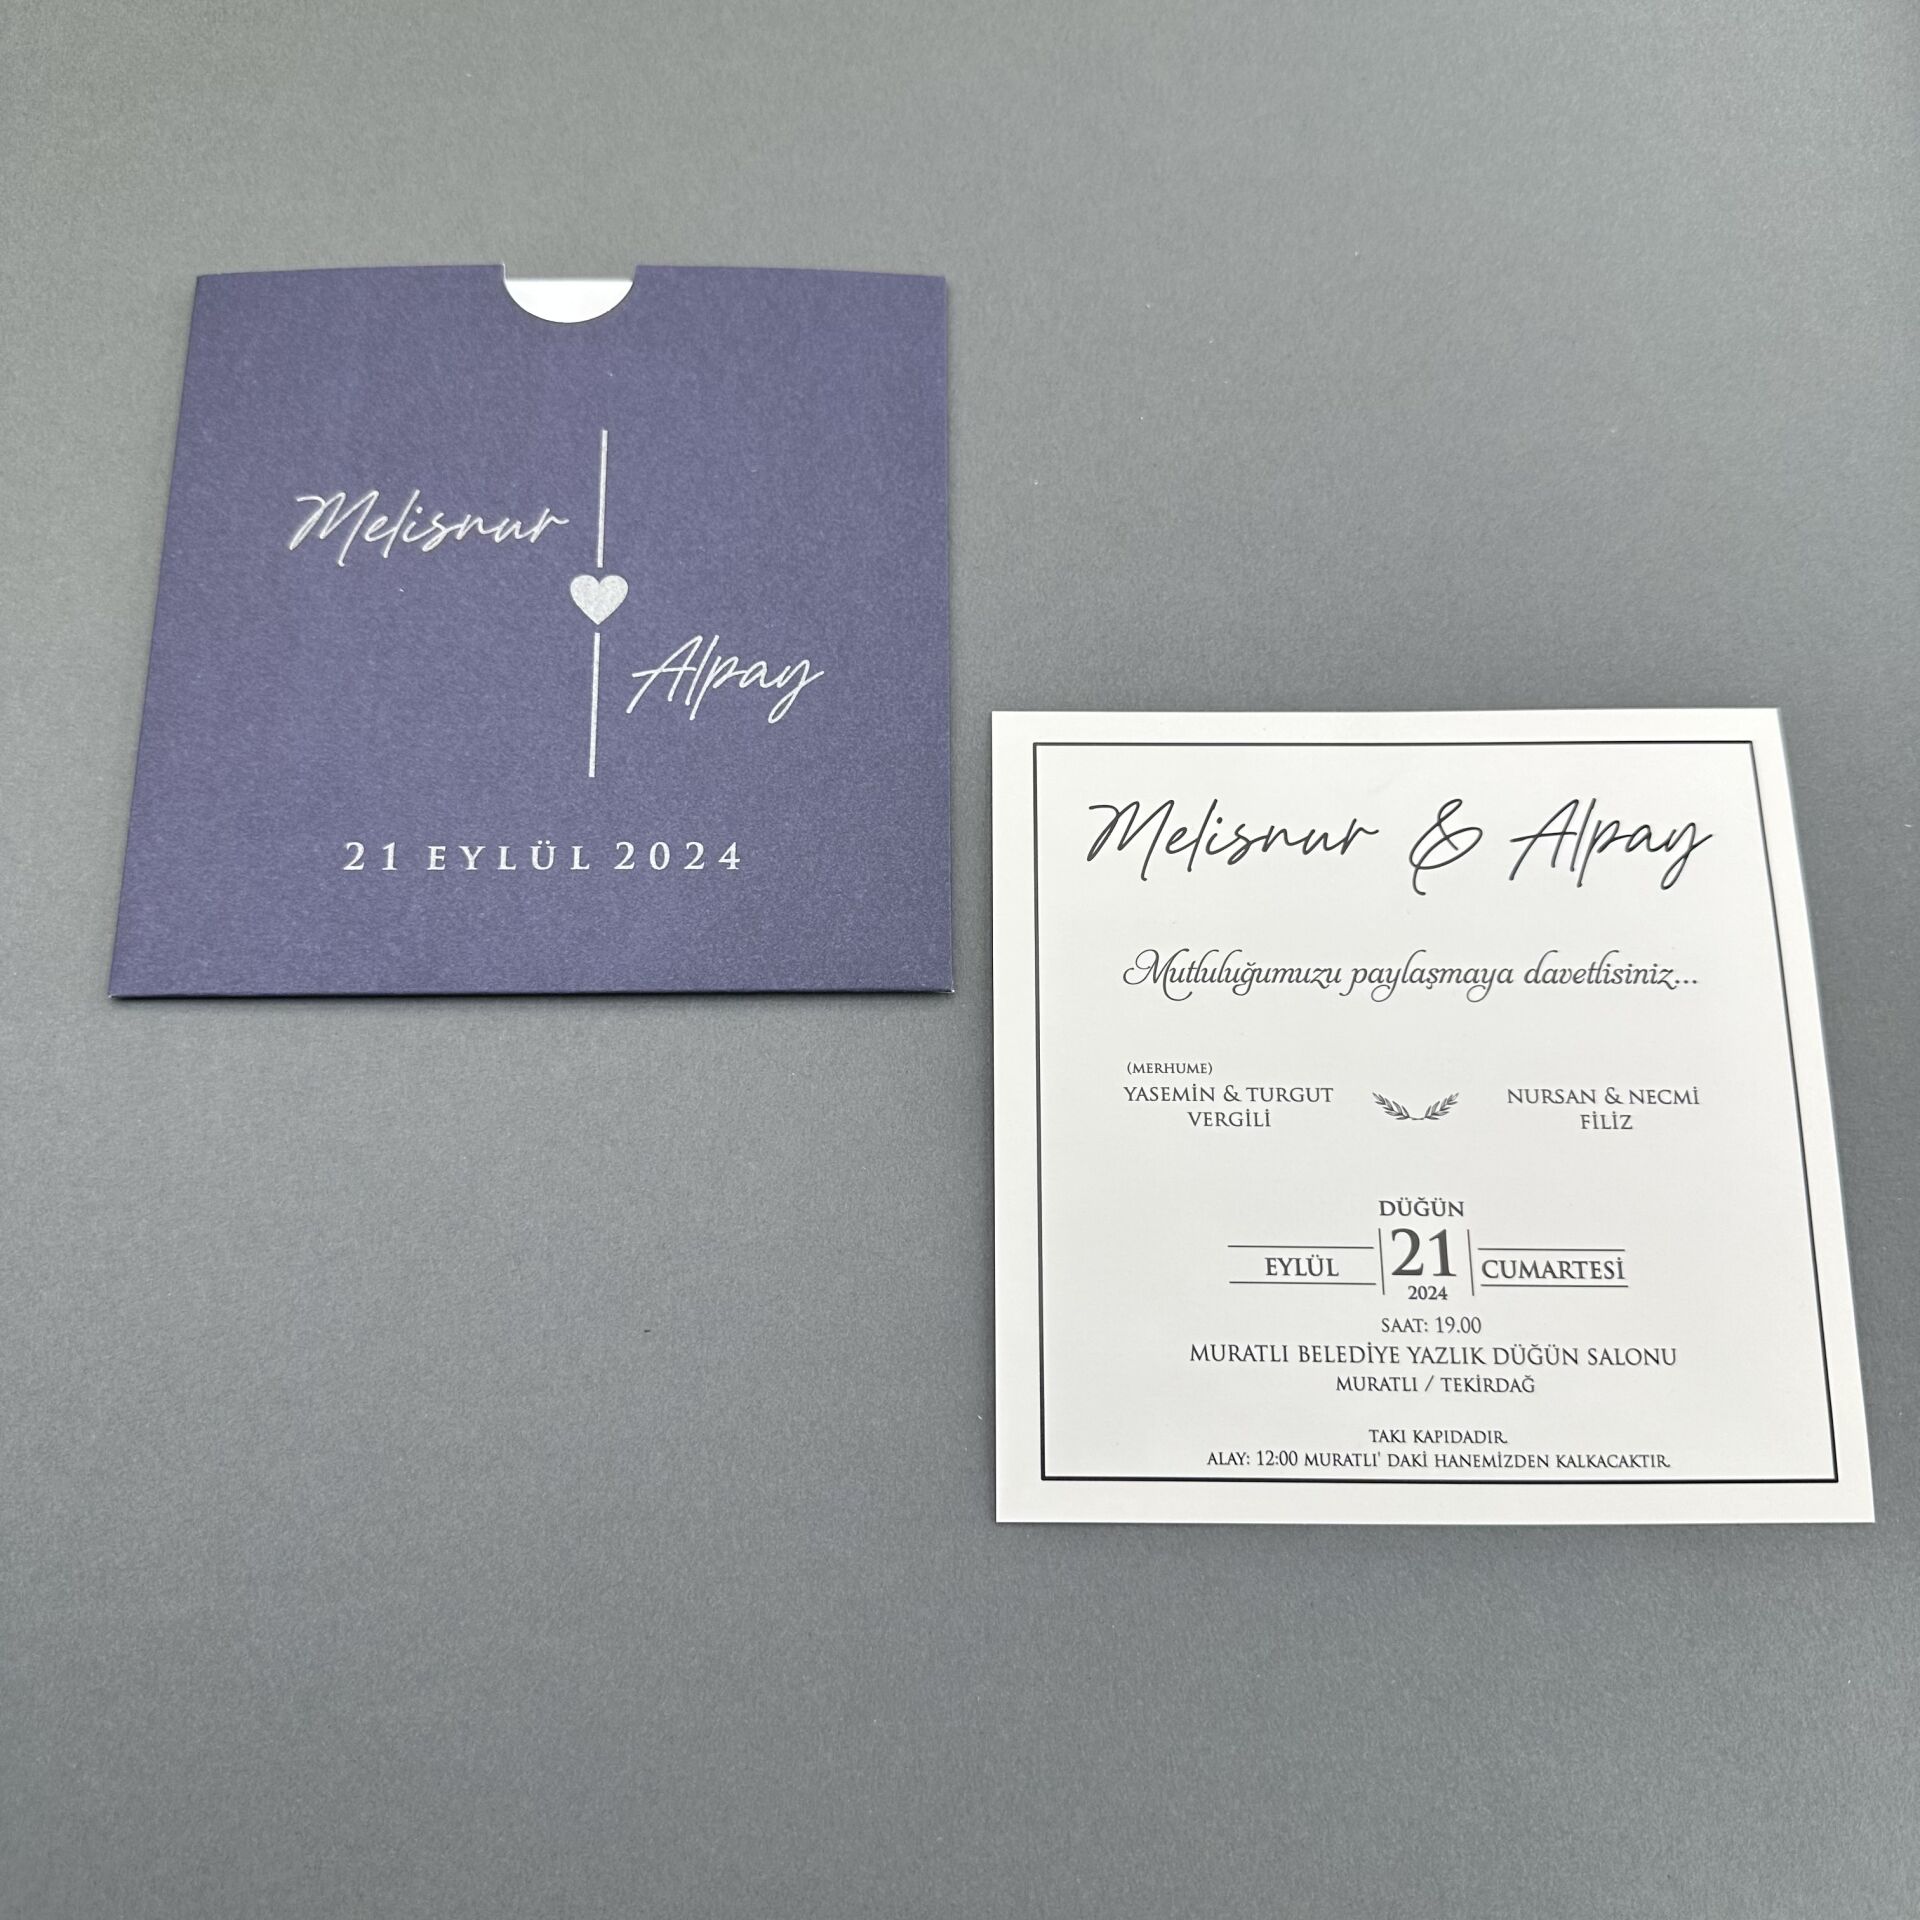 Melisnur
Alpay
21 EYLÜL 2024
Melisnur & Alpay
Mutluluğumuzu paylaşmaya davetlisiniz...
(MERHUME)
YASEMİN & TURGUT
VERGİLİ
NURSAN & NECMİ
FİLİZ
DÜĞÜN
EYLÜL 21 CUMARTESİ
2024
SAAT: 19.00
MURATLI BELEDİYE YAZLIK DÜĞÜN SALONU
MURATLI / TEKİRDAĞ
TAKI KAPIDADIR.
ALAY: 12:00 MURATLI' DAKİ HANEMİZDEN KALKACAKTIR.